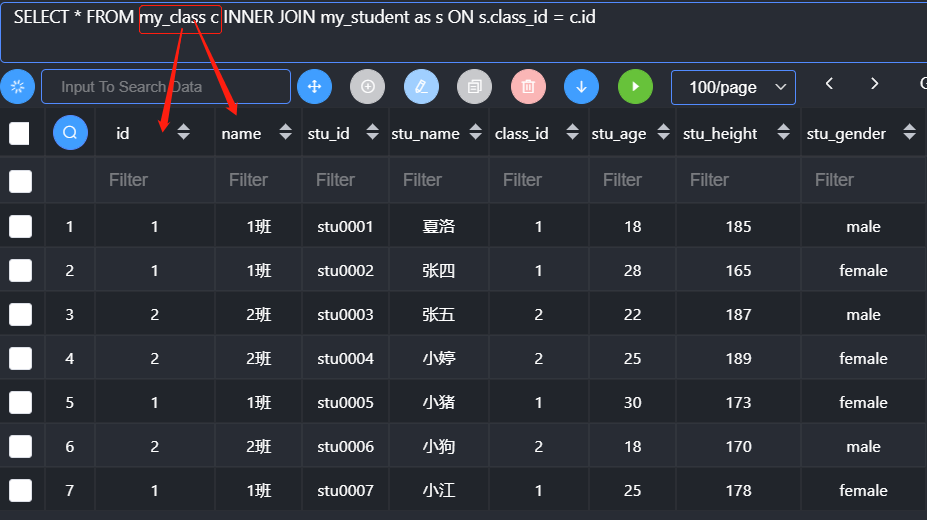 SELECT * FROM my_class c INNER JOIN my_student as s ON s.class_id = c.id
Input To Search Data 100/page G
id name stu_id stu_name class_id stu_age stu_height stu_gender
Filter Filter Filter Filter Filter Filter Filter Filter
1 1 1班 stu0001 夏洛 1 18 185 male
2 1 1班 stu0002 张四 1 28 165 female
3 2 2班 stu0003 张五 2 22 187 male
4 2 2班 stu0004 小婷 2 25 189 female
5 1 1班 stu0005 小猪 1 30 173 female
6 2 2班 stu0006 小狗 2 18 170 male
7 1 1班 stu0007 小江 1 25 178 female